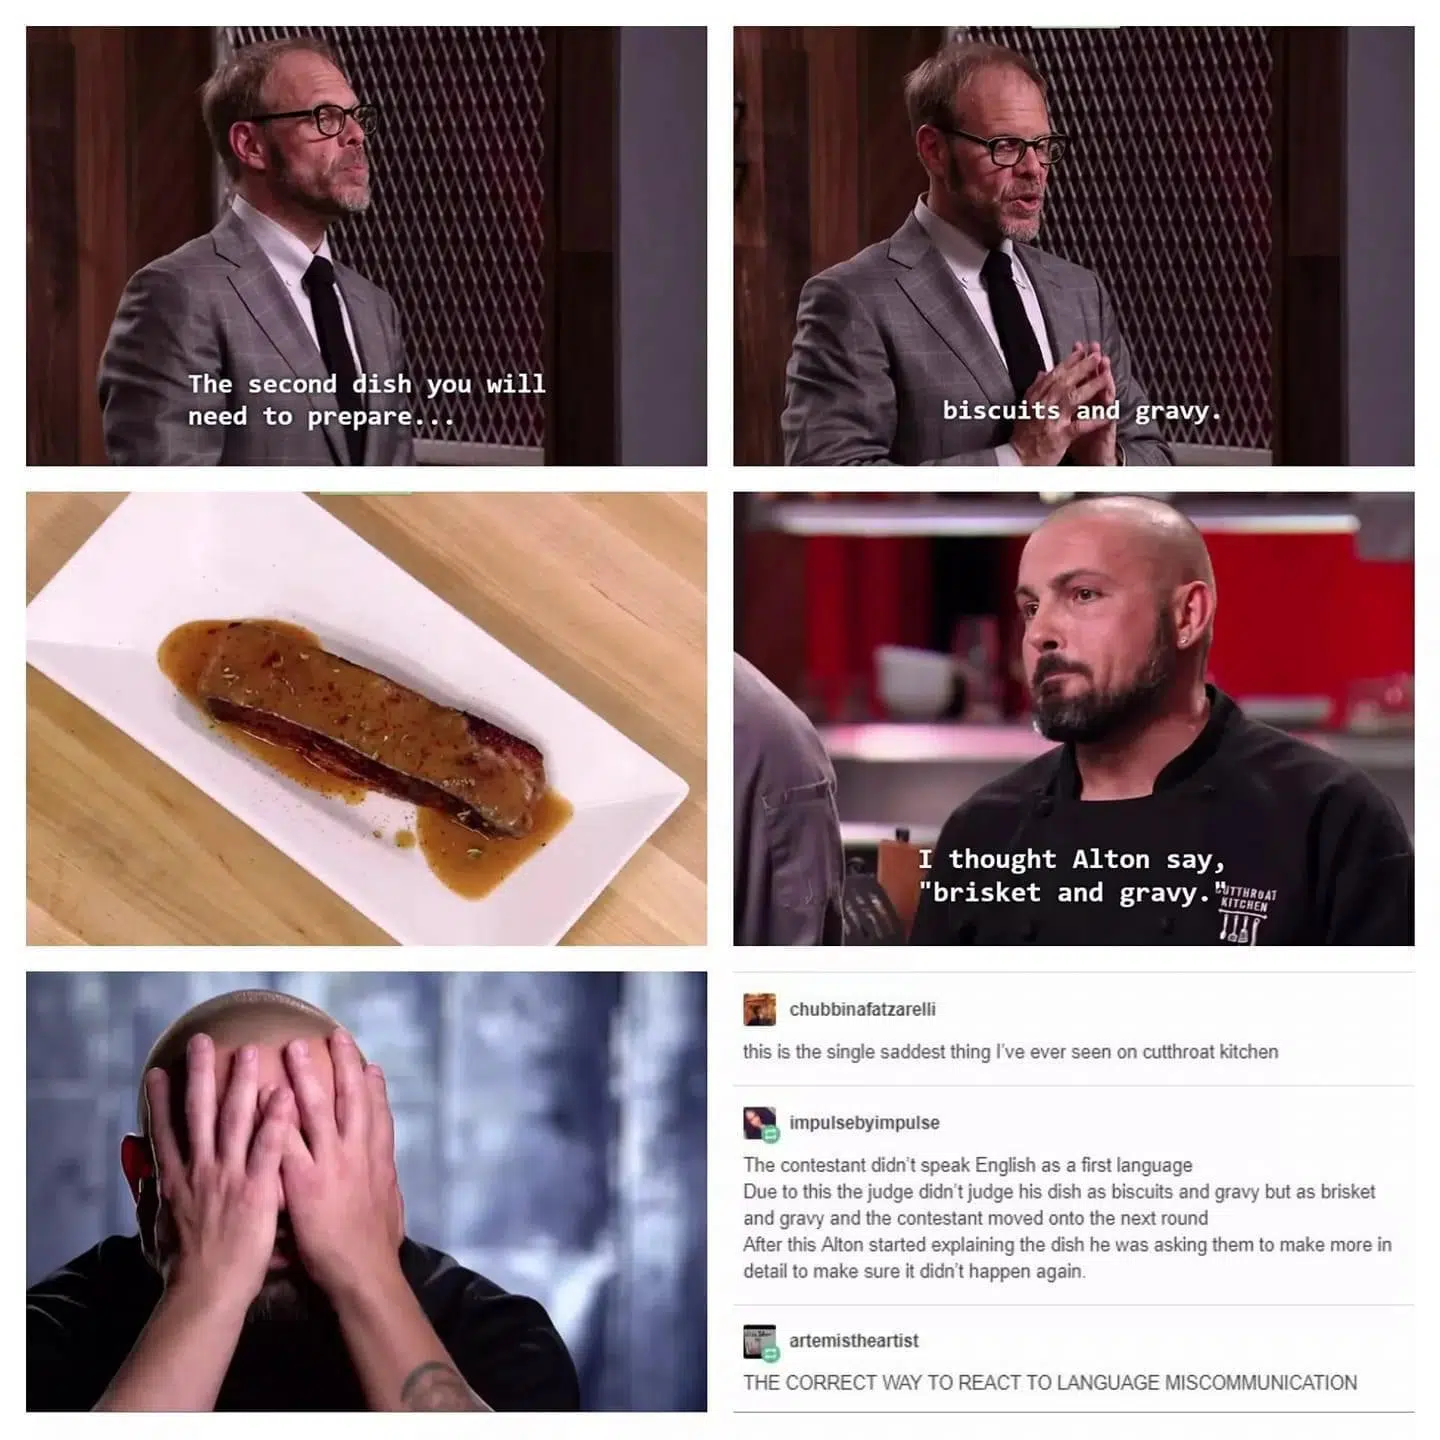 The second dish you will
need to prepare...
biscuits and gravy.
I thought Alton say,
"brisket and gravy."
CUTTHROAT
KITCHEN
chubbinafatzarelli
this is the single saddest thing I've ever seen on cutthroat kitchen
impulsebyimpulse
The contestant didn't speak English as a first language
Due to this the judge didn't judge his dish as biscuits and gravy but as brisket
and gravy and the contestant moved onto the next round
After this Alton started explaining the dish he was asking them to make more in
detail to make sure it didn't happen again.
artemistheartist
THE CORRECT WAY TO REACT TO LANGUAGE MISCOMMUNICATION